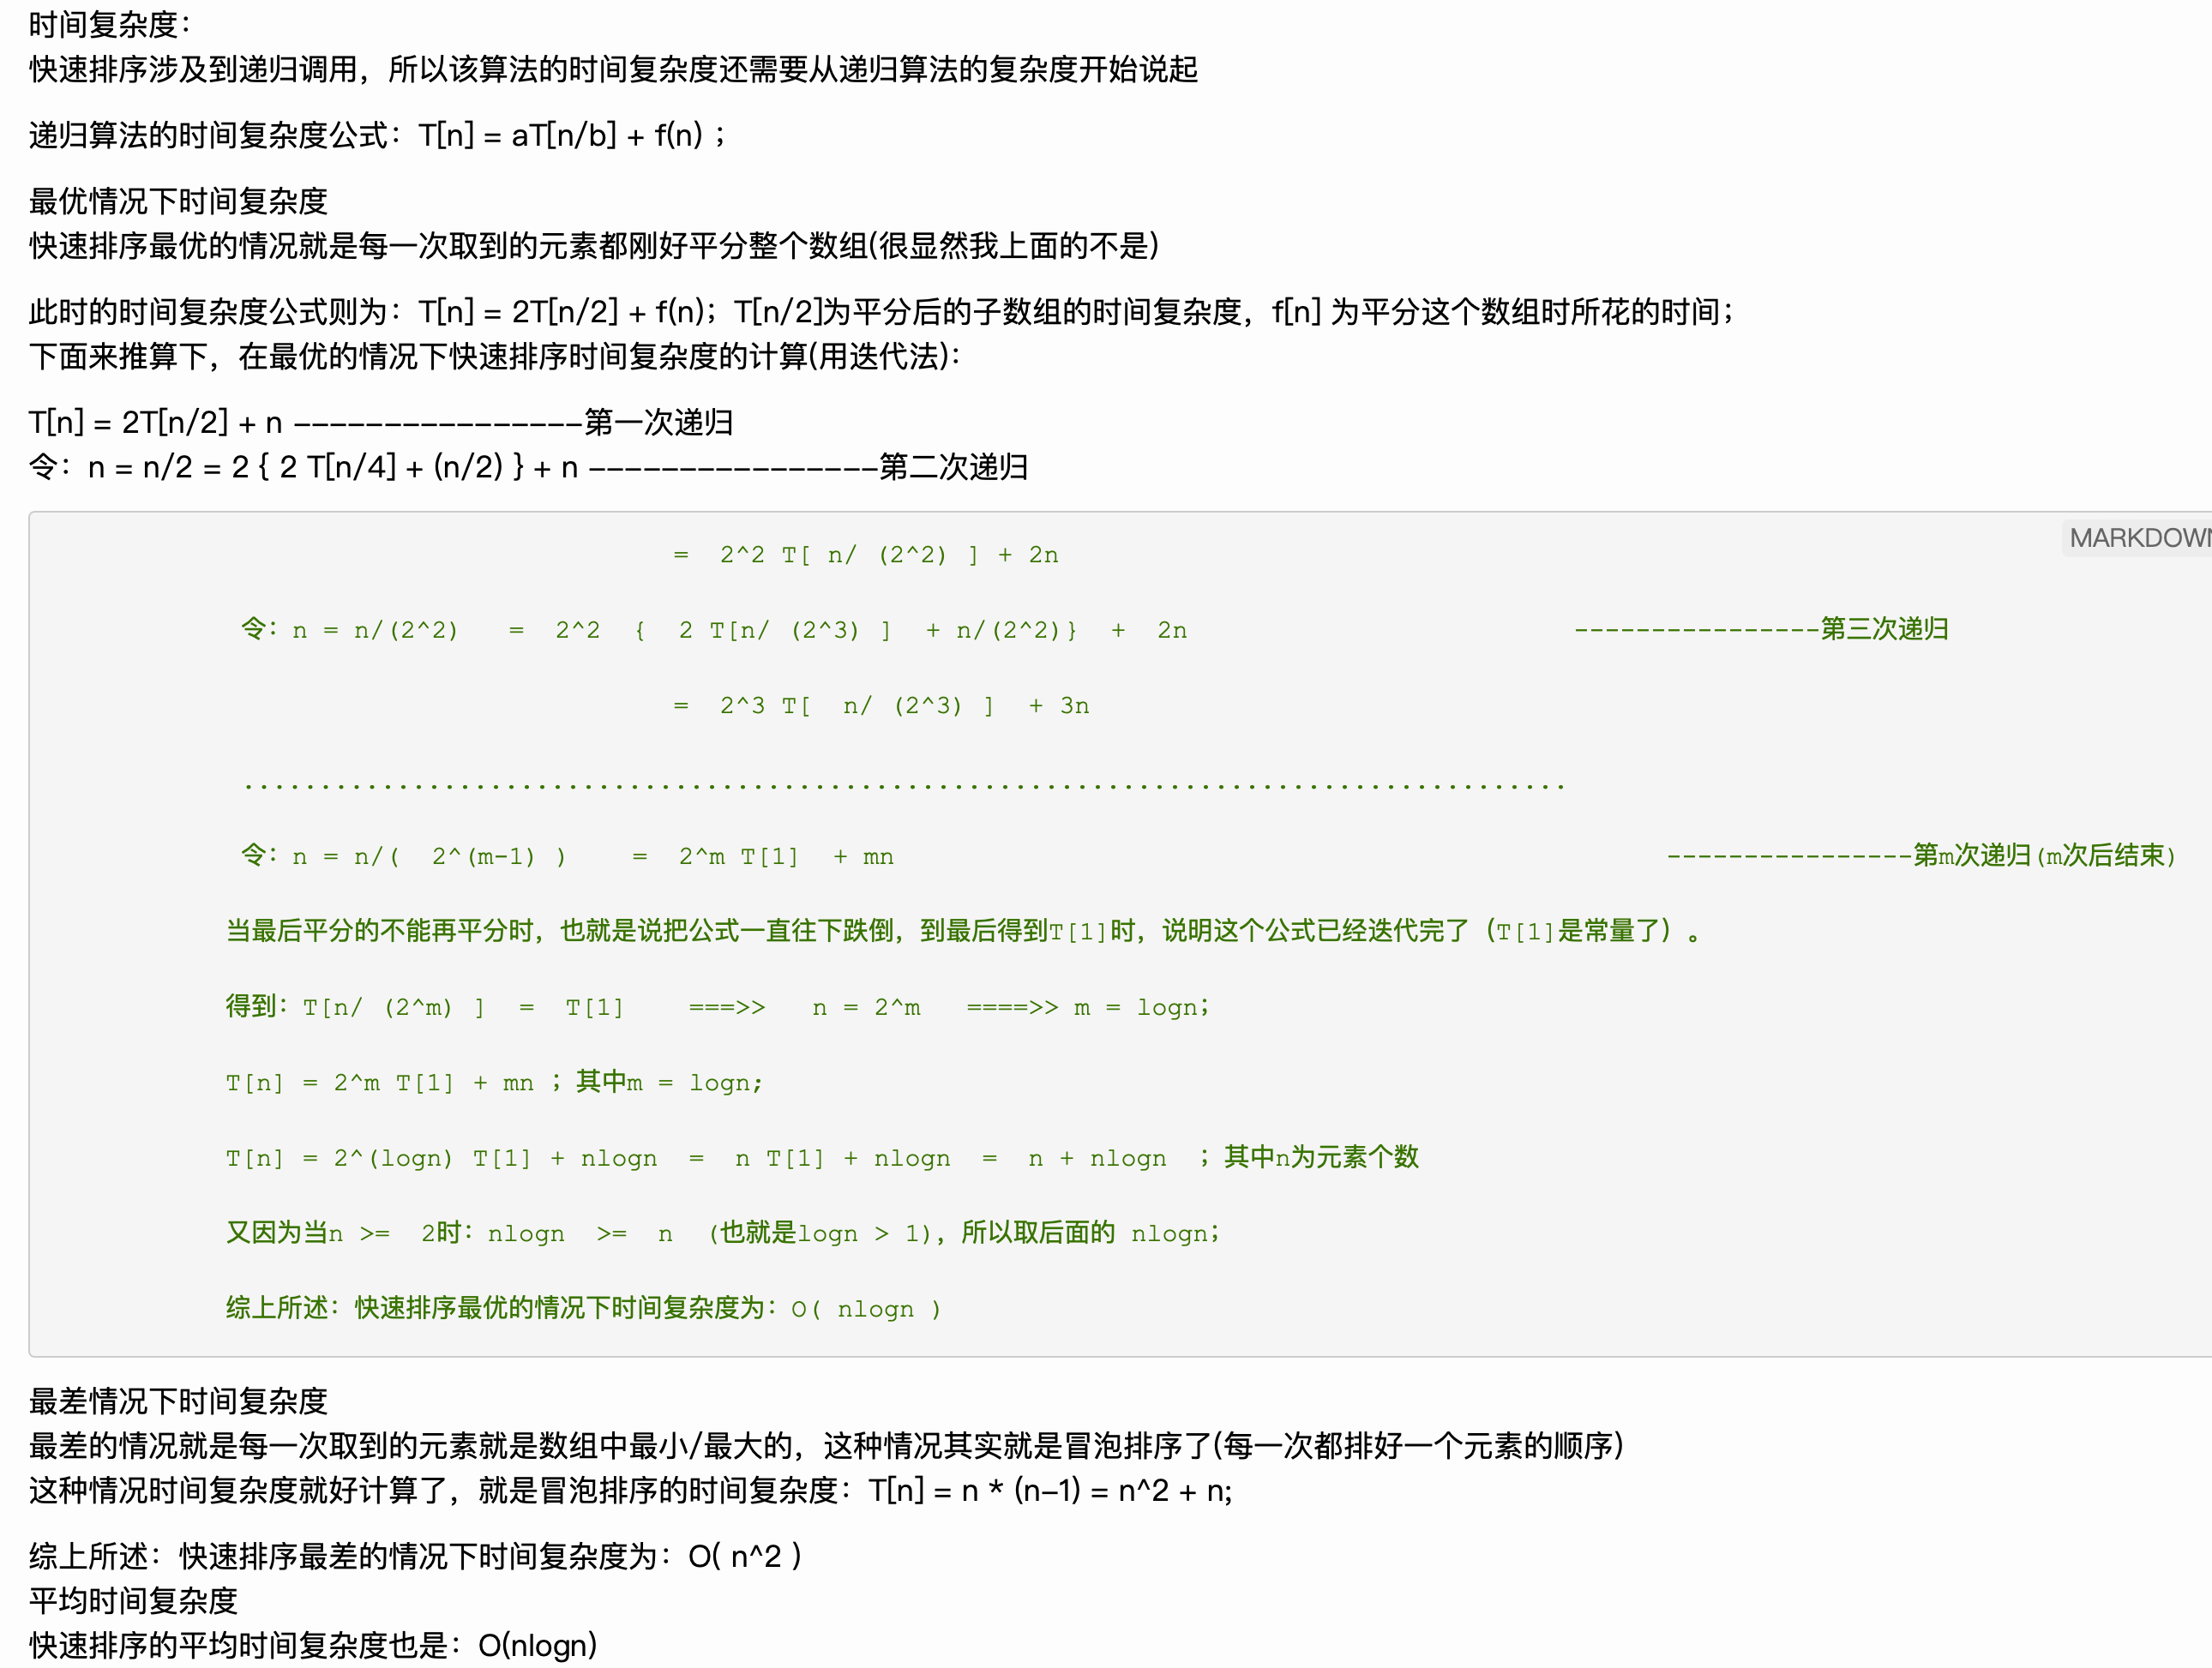 时间复杂度：
快速排序涉及到递归调用，所以该算法的时间复杂度还需要从递归算法的复杂度开始说起
递归算法的时间复杂度公式：T[n] = aT[n/b] + f(n) ；
最优情况下时间复杂度
快速排序最优的情况就是每一次取到的元素都刚好平分整个数组(很显然我上面的不是)
此时的时间复杂度公式则为：T[n] = 2T[n/2] + f(n)；T[n/2]为平分后的子数组的时间复杂度，f[n] 为平分这个数组时所花的时间；
下面来推算下，在最优的情况下快速排序时间复杂度的计算(用迭代法)：
T[n] = 2T[n/2] + n ----------------第一次递归
令：n = n/2 = 2 { 2 T[n/4] + (n/2) } + n ----------------第二次递归
MARKDOWN
= 2^2 T[ n/ (2^2) ] + 2n
令：n = n/(2^2) = 2^2 { 2 T[n/ (2^3) ] + n/(2^2)} + 2n ----------------第三次递归
= 2^3 T[ n/ (2^3) ] + 3n
......................................................................................
令：n = n/( 2^(m-1) ) = 2^m T[1] + mn ----------------第m次递归(m次后结束)
当最后平分的不能再平分时，也就是说把公式一直往下跌倒，到最后得到T[1]时，说明这个公式已经迭代完了（T[1]是常量了）。
得到：T[n/ (2^m) ] = T[1] ===>> n = 2^m ====>> m = logn；
T[n] = 2^m T[1] + mn ；其中m = logn;
T[n] = 2^(logn) T[1] + nlogn = n T[1] + nlogn = n + nlogn ；其中n为元素个数
又因为当n >= 2时：nlogn >= n (也就是logn > 1)，所以取后面的 nlogn；
综上所述：快速排序最优的情况下时间复杂度为：O( nlogn )
最差情况下时间复杂度
最差的情况就是每一次取到的元素就是数组中最小/最大的，这种情况其实就是冒泡排序了(每一次都排好一个元素的顺序)
这种情况时间复杂度就好计算了，就是冒泡排序的时间复杂度：T[n] = n * (n-1) = n^2 + n;
综上所述：快速排序最差的情况下时间复杂度为：O( n^2 )
平均时间复杂度
快速排序的平均时间复杂度也是：O(nlogn)